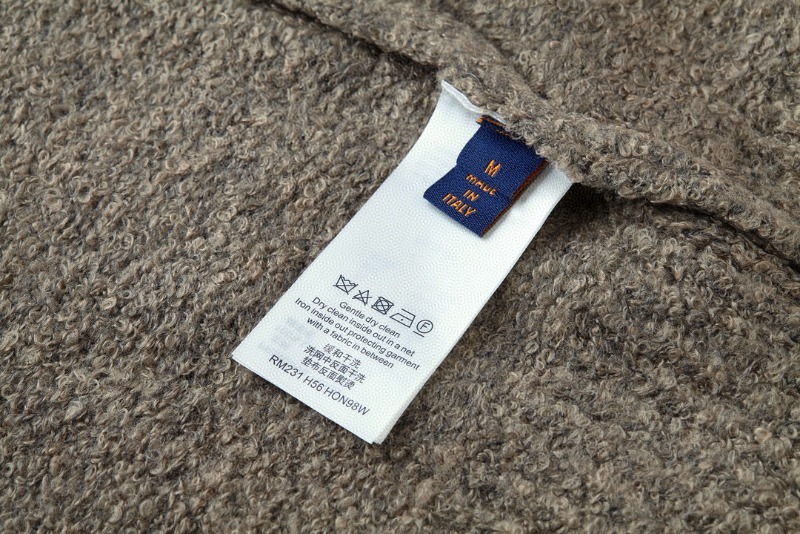 M
MADE
IN
ITALY
Gentle dry clean
Dry clean inside out in a net
Iron inside out protecting garment
with a fabric in between
缓和干洗
洗网中反面干洗
垫布反面熨烫
RM231 H56 HON98W